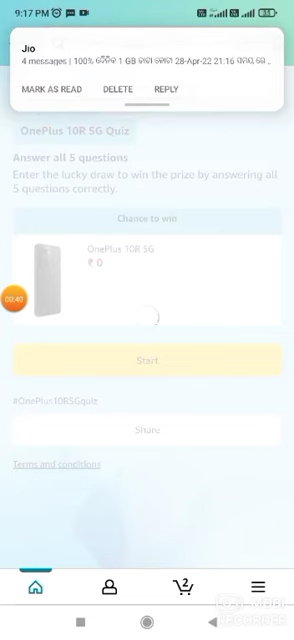 9:17 PM
Jio
4 messages | 100% ଦୈନିକ 1 GB ଡାଟା କୋଟା 28-Apr-22 21:16 ସମୟ ରେ ..
MARK AS READ DELETE REPLY
OnePlus 10R 5G Quiz
Answer all 5 questions
Enter the lucky draw to win the prize by answering all
5 questions correctly.
Chance to win
OnePlus 10R 5G
₹ 0
00:40
Start
#OnePlus10R5Gquiz
Share
Terms and conditions
2
MOBI
RECORDER